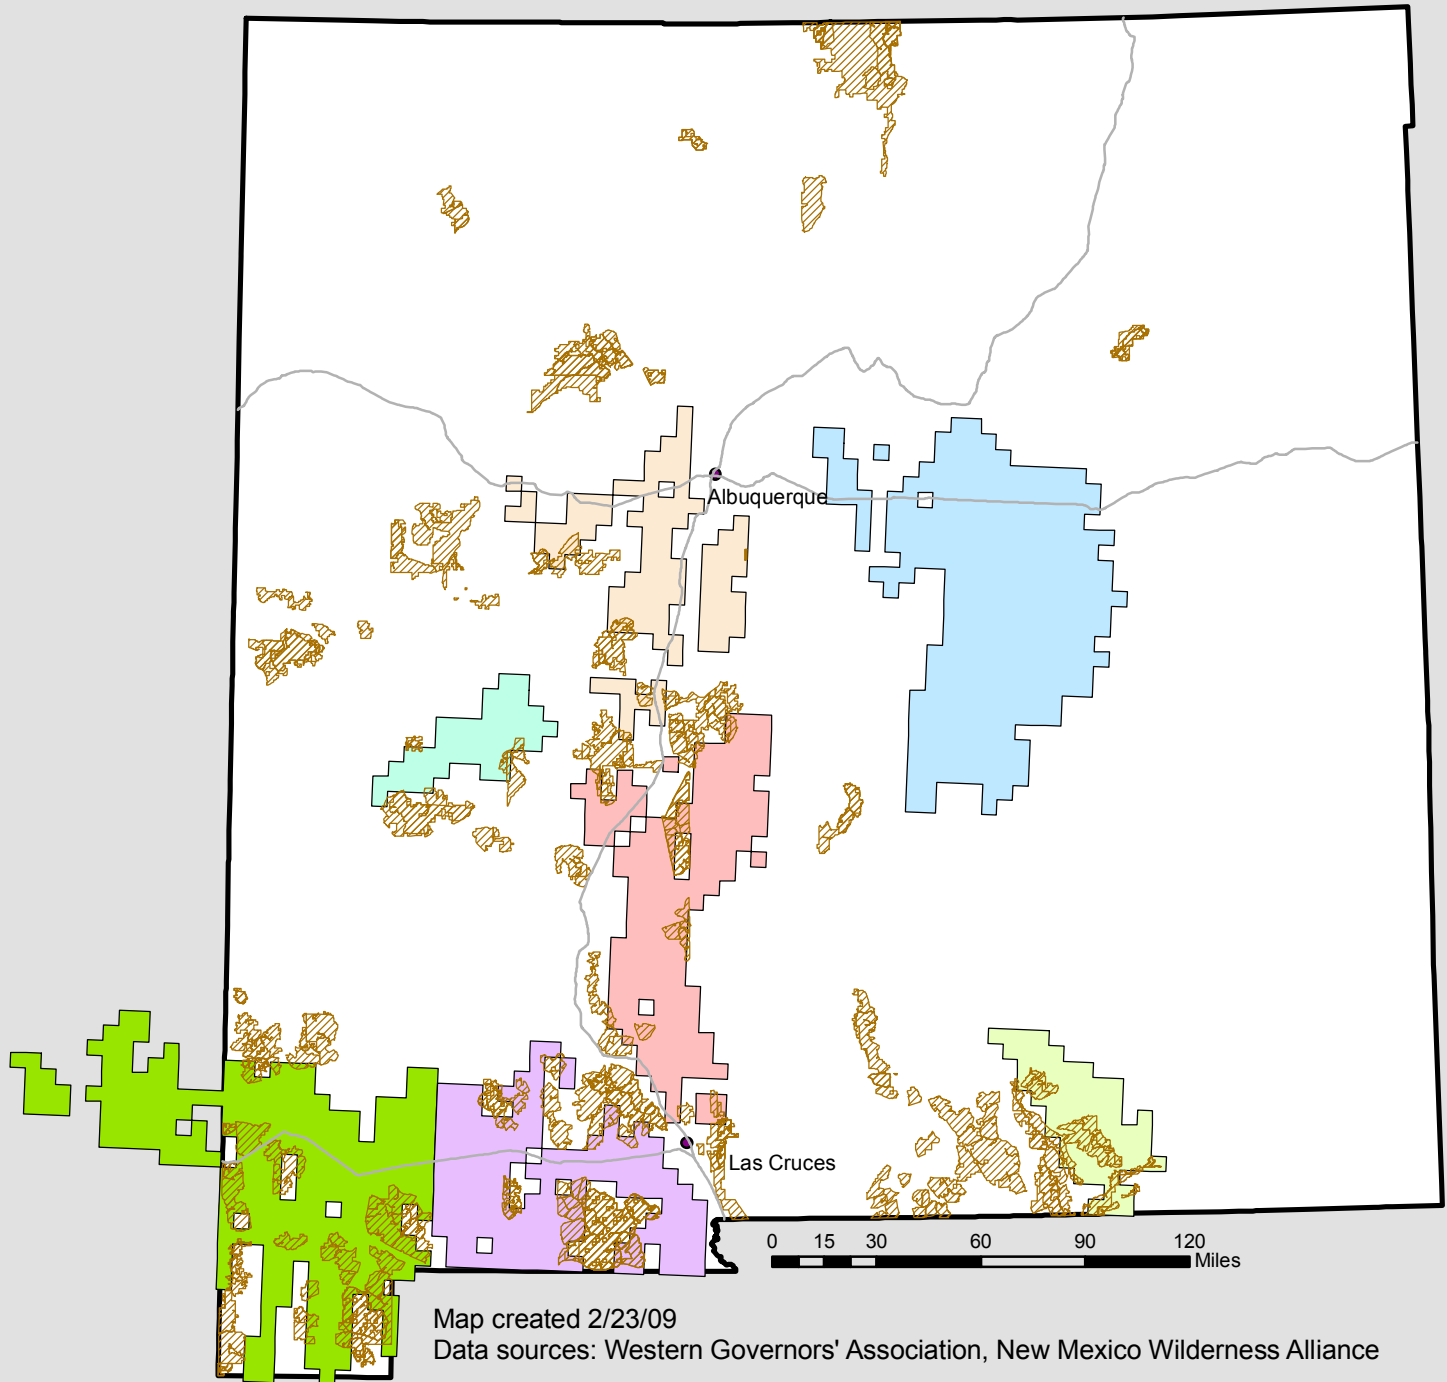 Albuquerque
Las Cruces
0 15 30 60 90 120
Miles
Map created 2/23/09
Data sources: Western Governors' Association, New Mexico Wilderness Alliance